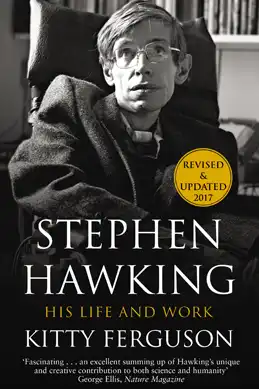 REVISED
& UPDATED
2017
STEPHEN
HAWKING
HIS LIFE AND WORK
KITTY FERGUSON
‘Fascinating . . . an excellent summing up of Hawking’s unique
and creative contribution to both science and humanity’
George Ellis, Nature Magazine